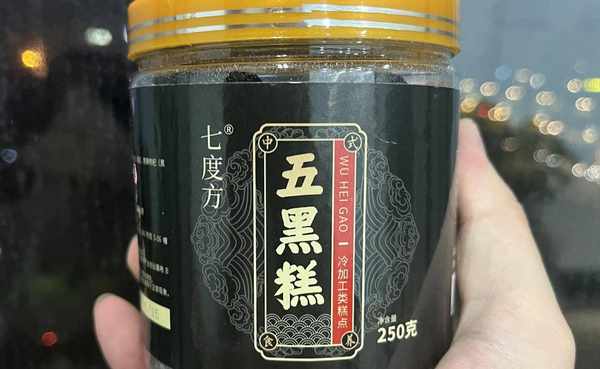 七度方®
中式
五黑糕
WU HEI GAO
冷加工类糕点
食养
净含量
250克